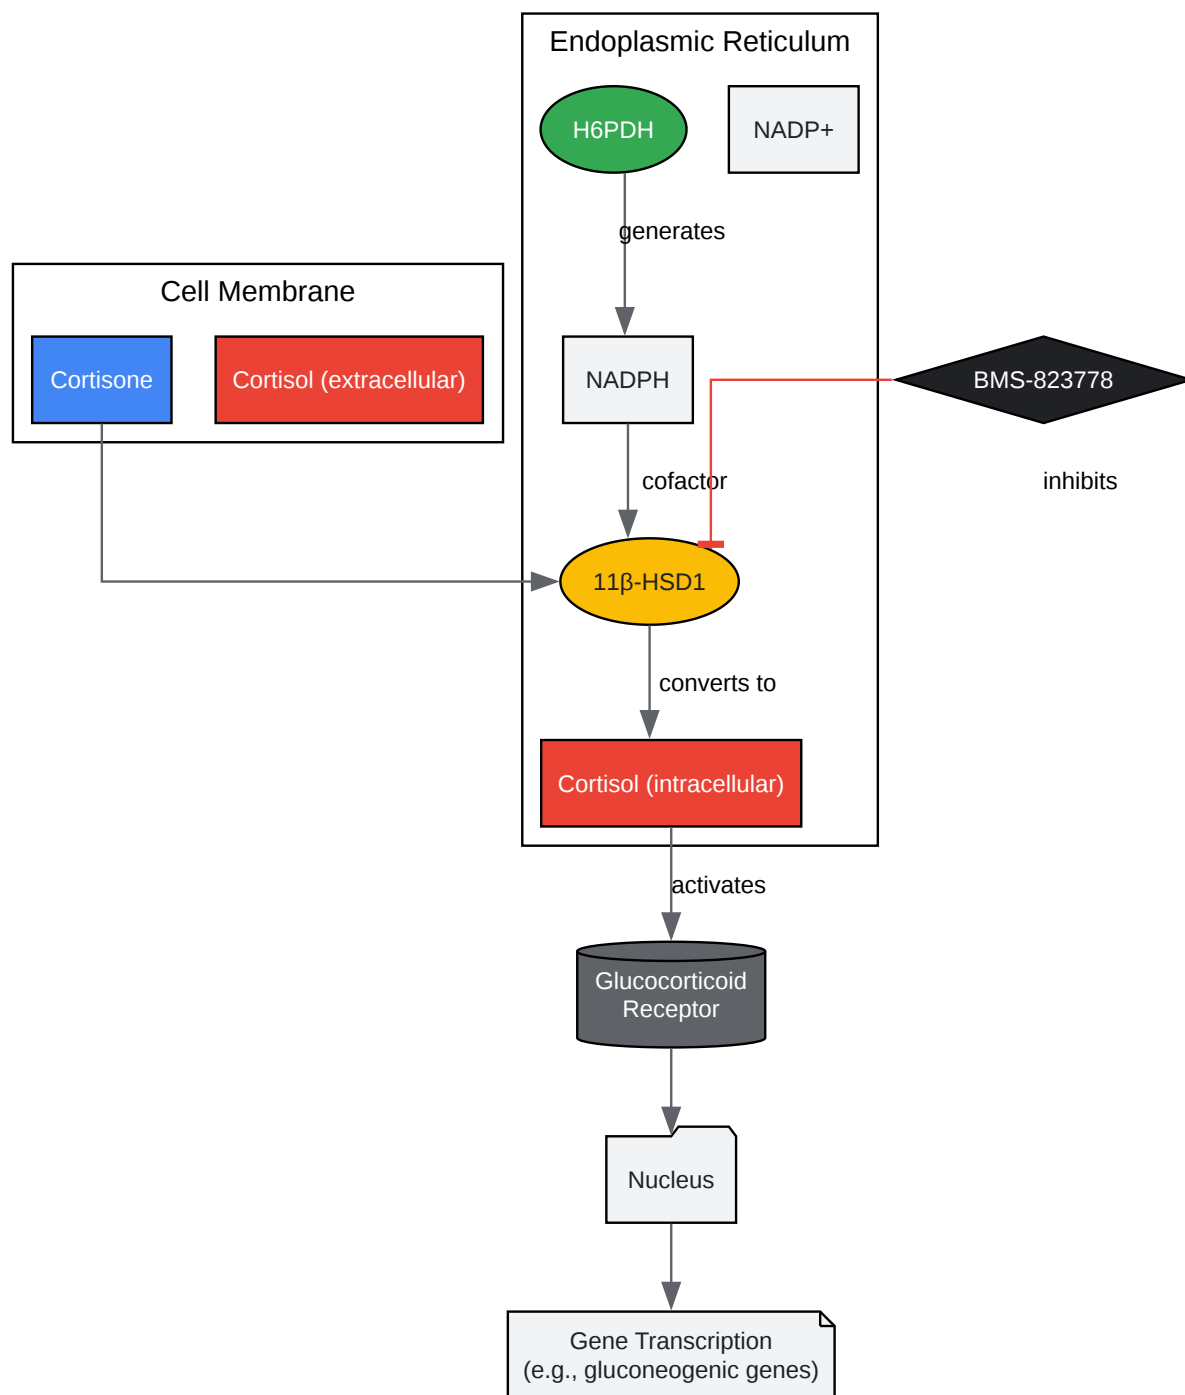 Endoplasmic Reticulum
H6PDH
NADP+
generates
Cell Membrane
Cortisone
Cortisol (extracellular)
NADPH
BMS-823778
cofactor
inhibits
11β-HSD1
converts to
Cortisol (intracellular)
activates
Glucocorticoid
Receptor
Nucleus
Gene Transcription
(e.g., gluconeogenic genes)